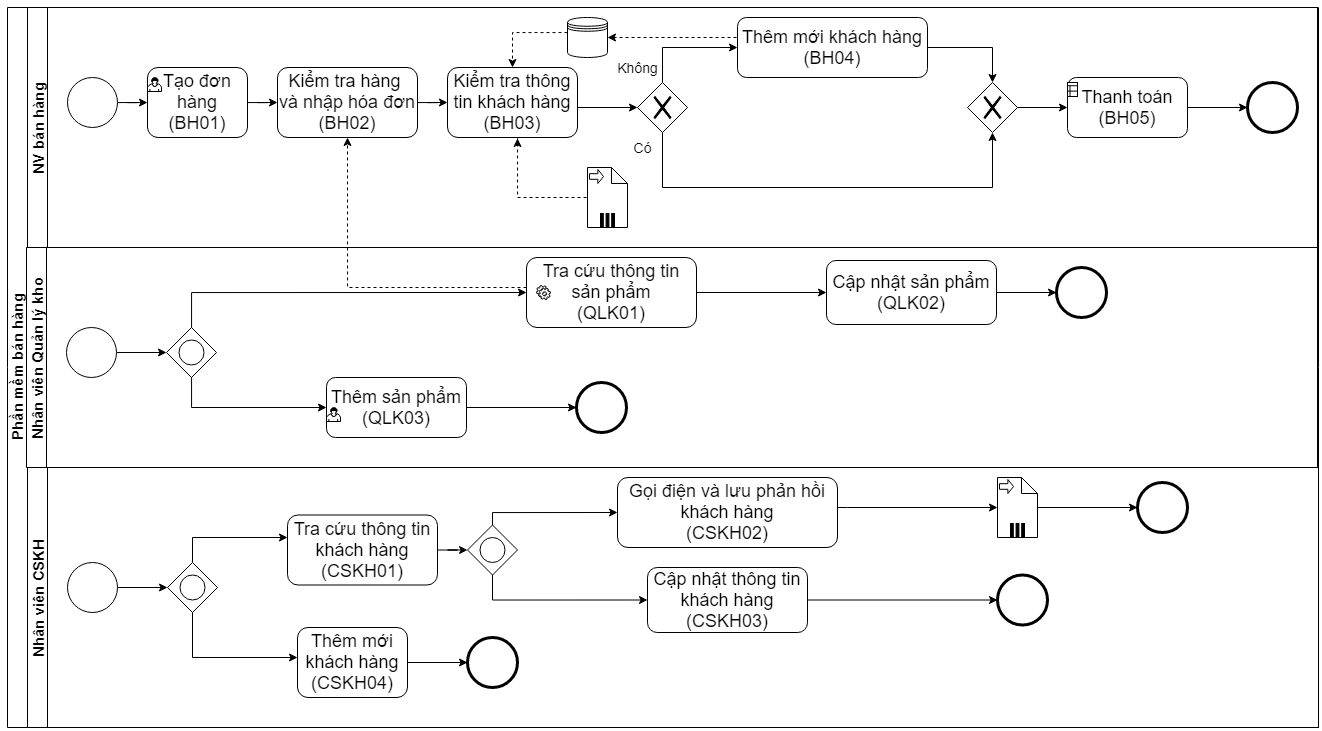 Phần mềm bán hàng
NV bán hàng
Tạo đơn
hàng
(BH01)
Kiểm tra hàng
và nhập hóa đơn
(BH02)
Kiểm tra thông
tin khách hàng
(BH03)
Không
Có
Thêm mới khách hàng
(BH04)
Thanh toán
(BH05)
Nhân viên Quản lý kho
Tra cứu thông tin
sản phẩm
(QLK01)
Cập nhật sản phẩm
(QLK02)
Thêm sản phẩm
(QLK03)
Nhân viên CSKH
Tra cứu thông tin
khách hàng
(CSKH01)
Gọi điện và lưu phản hồi
khách hàng
(CSKH02)
Cập nhật thông tin
khách hàng
(CSKH03)
Thêm mới
khách hàng
(CSKH04)